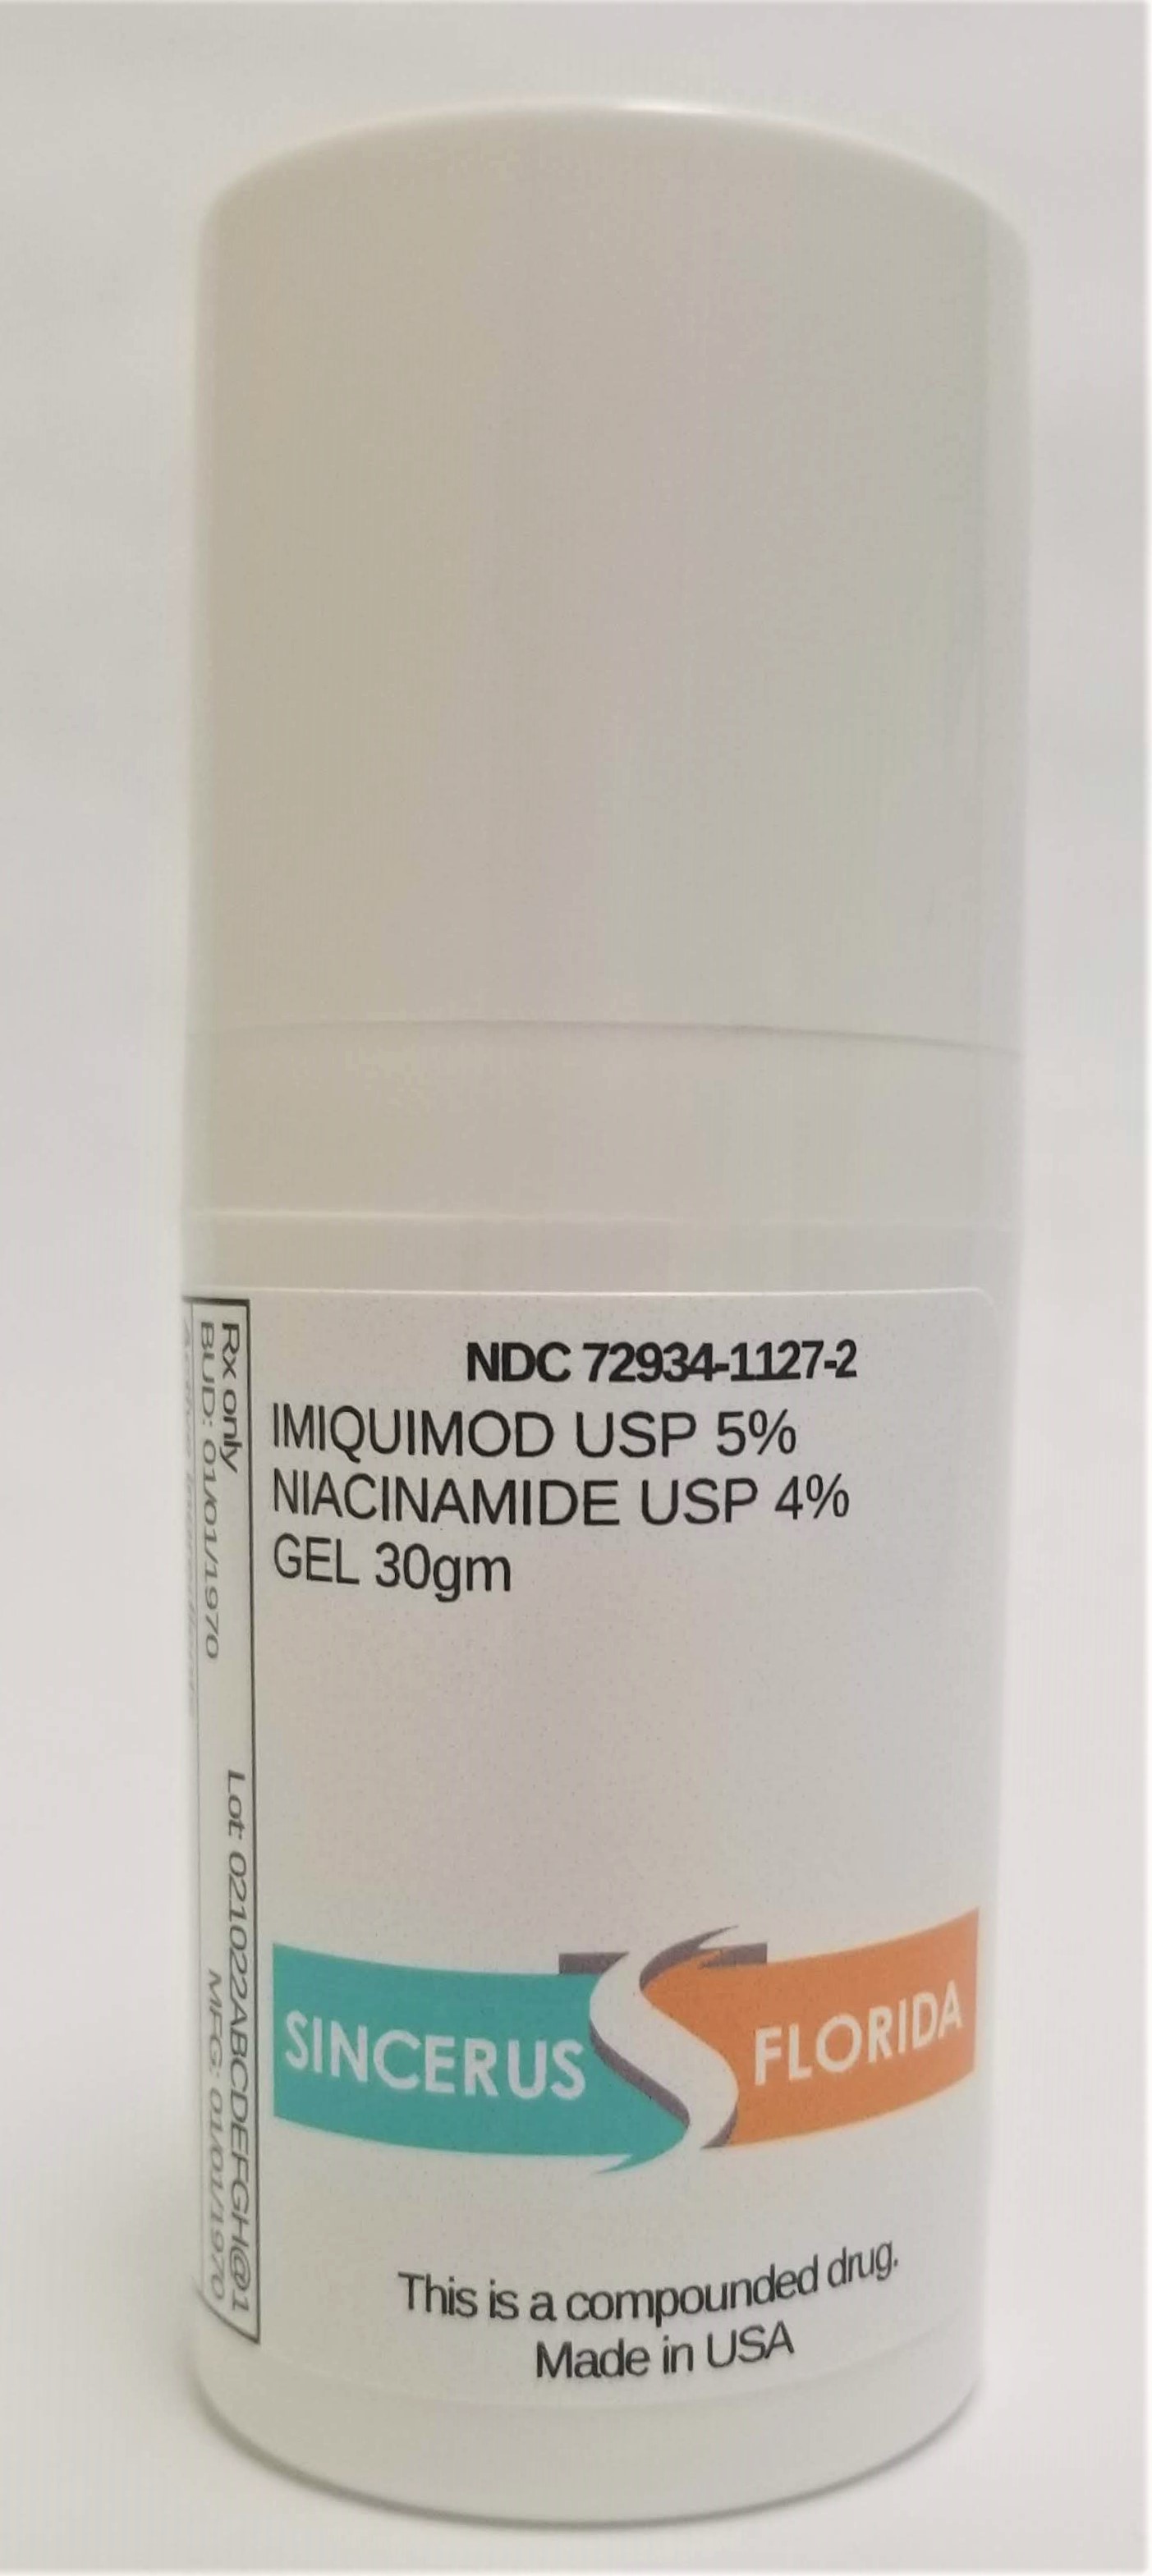 NDC 72934-1127-2
IMIQUIMOD USP 5%
NIACINAMIDE USP 4%
GEL 30gm
SINCERUS FLORIDA
This is a compounded drug.
Made in USA
Rx only Lot: 021022ABCDEFGH@1
BUD: 01/01/1970 MFG: 01/01/1970